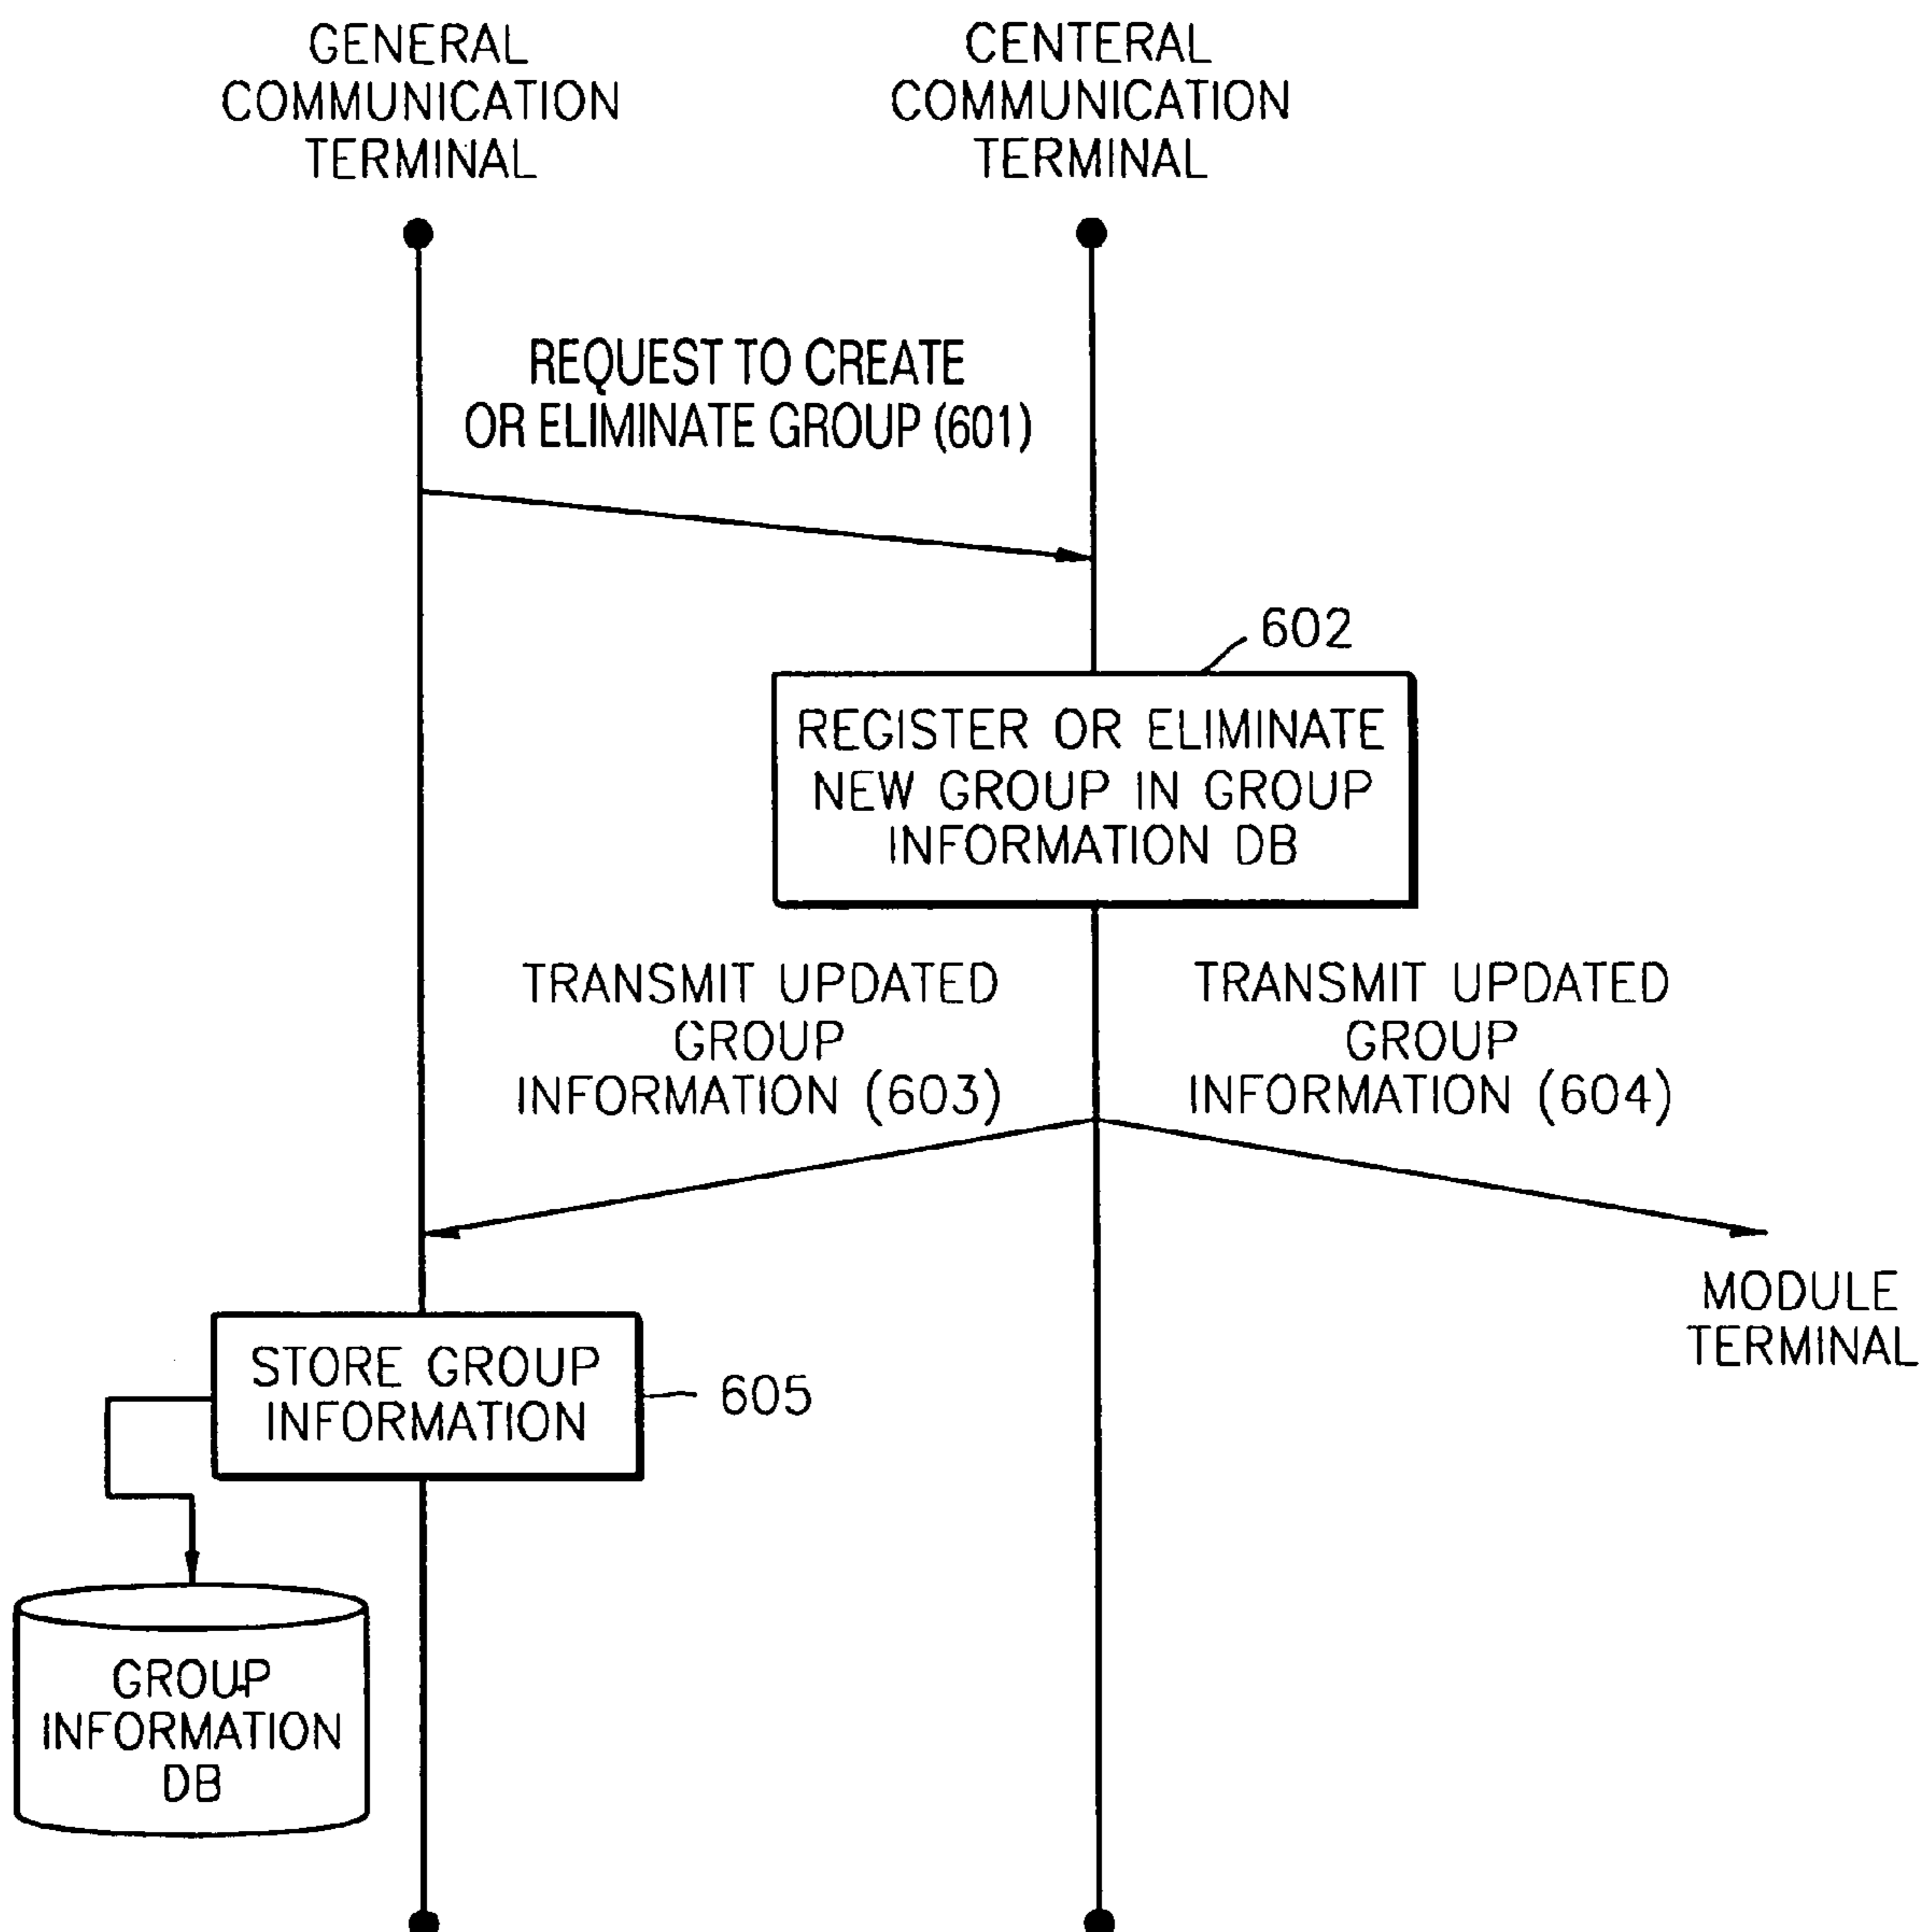 GENERAL
COMMUNICATION
TERMINAL
CENTERAL
COMMUNICATION
TERMINAL
REQUEST TO CREATE
OR ELIMINATE GROUP (601)
602
REGISTER OR ELIMINATE
NEW GROUP IN GROUP
INFORMATION DB
TRANSMIT UPDATED
GROUP
INFORMATION (603)
TRANSMIT UPDATED
GROUP
INFORMATION (604)
MODULE
TERMINAL
STORE GROUP
INFORMATION
605
GROUP
INFORMATION
DB